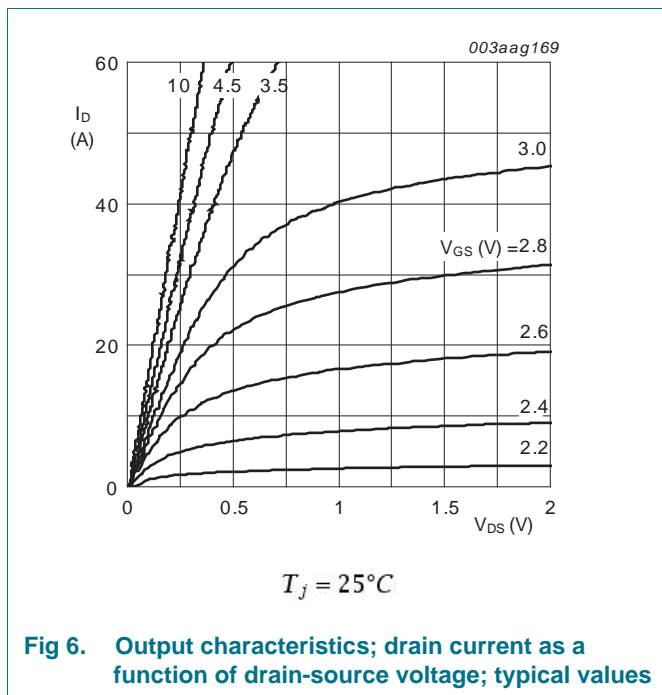 003aag169
60
10 4.5 3.5
I_D
(A)
3.0
40
V_GS (V) = 2.8
2.6
20
2.4
2.2
0
0 0.5 1 1.5 2
V_DS (V)
T_j = 25°C
Fig 6. Output characteristics; drain current as a
function of drain-source voltage; typical values